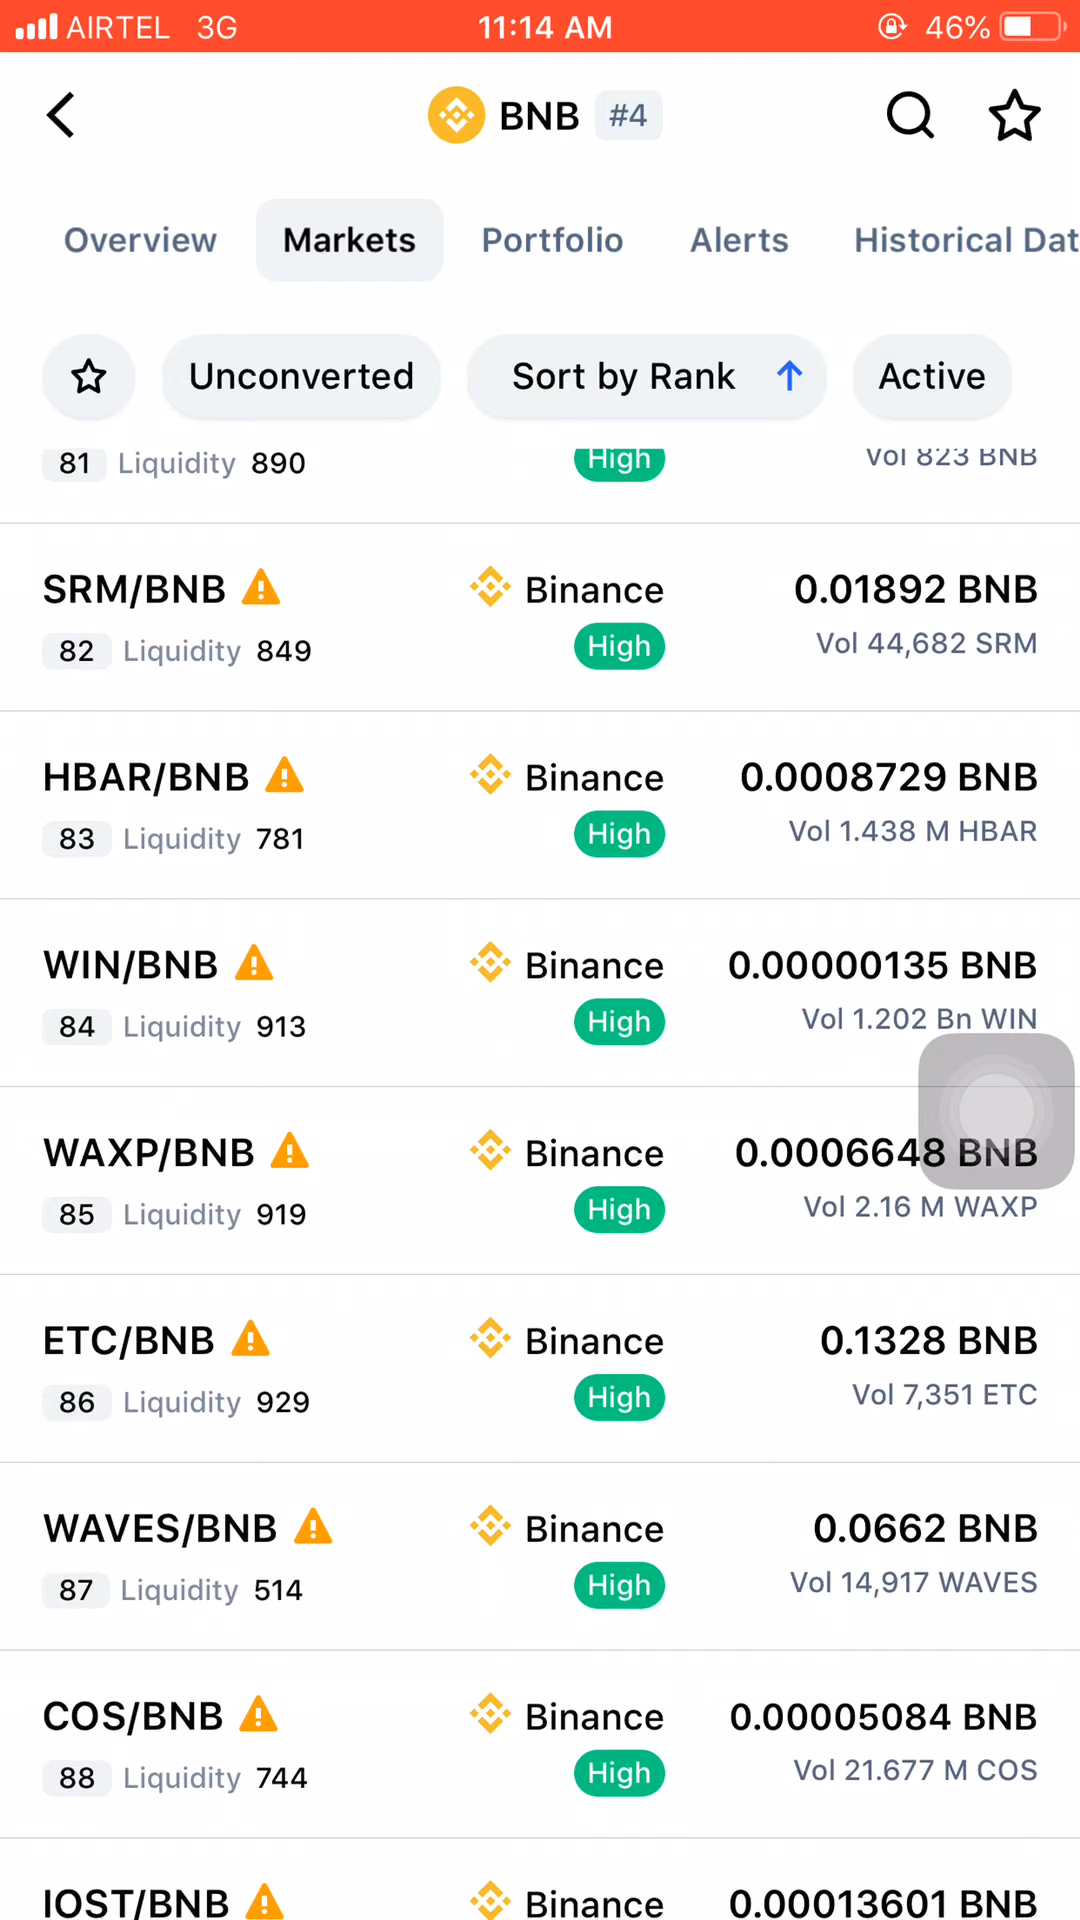 AIRTEL 3G 11:14 AM 46%
BNB #4
Overview Markets Portfolio Alerts Historical Dat
Unconverted Sort by Rank ↑ Active
81 Liquidity 890 High Vol 823 BNB
SRM/BNB Binance 0.01892 BNB
82 Liquidity 849 High Vol 44,682 SRM
HBAR/BNB Binance 0.0008729 BNB
83 Liquidity 781 High Vol 1.438 M HBAR
WIN/BNB Binance 0.00000135 BNB
84 Liquidity 913 High Vol 1.202 Bn WIN
WAXP/BNB Binance 0.0006648 BNB
85 Liquidity 919 High Vol 2.16 M WAXP
ETC/BNB Binance 0.1328 BNB
86 Liquidity 929 High Vol 7,351 ETC
WAVES/BNB Binance 0.0662 BNB
87 Liquidity 514 High Vol 14,917 WAVES
COS/BNB Binance 0.00005084 BNB
88 Liquidity 744 High Vol 21.677 M COS
IOST/BNB Binance 0.00013601 BNB